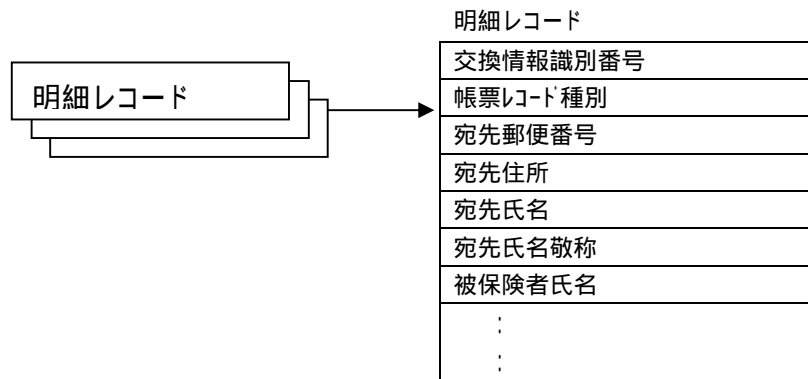 明細レコード
明細レコード
交換情報識別番号
帳票ﾚｺｰﾄﾞ種別
宛先郵便番号
宛先住所
宛先氏名
宛先氏名敬称
被保険者氏名
:
: